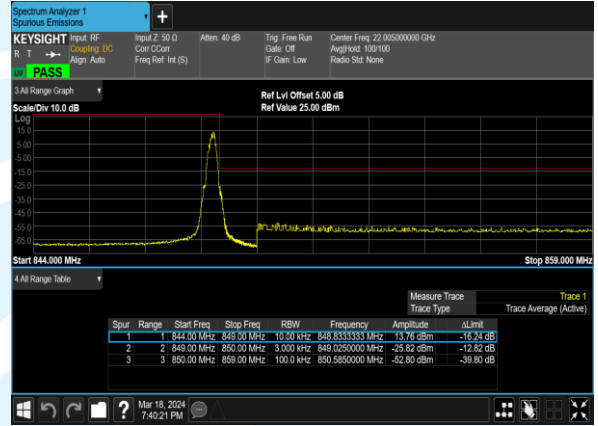 Spectrum Analyzer 1
Spurious Emissions
+
KEYSIGHT Input: RF Input Z: 50 Ω Atten: 40 dB Trig: Free Run Center Freq: 22.005000000 GHz
R T Coupling: DC Corr CCorr Gate: Off Avg|Hold: 100/100
Align: Auto Freq Ref: Int (S) IF Gain: Low Radio Std: None
PASS
3 All Range Graph
Ref Lvl Offset 5.00 dB
Scale/Div 10.0 dB Ref Value 25.00 dBm
Log
15.0
5.00
-5.00
-15.0
-25.0
-35.0
-45.0
-55.0
-65.0
Start 844.000 MHz Stop 859.000 MHz
4 All Range Table
Measure Trace Trace 1
Trace Type Trace Average (Active)
Spur Range Start Freq Stop Freq RBW Frequency Amplitude ΔLimit
1 1 844.00 MHz 849.00 MHz 10.00 kHz 848.8333333 MHz 13.76 dBm -16.24 dB
2 2 849.00 MHz 850.00 MHz 3.000 kHz 849.0250000 MHz -25.82 dBm -12.82 dB
3 3 850.00 MHz 859.00 MHz 100.0 kHz 850.5850000 MHz -52.80 dBm -39.80 dB
?
Mar 18, 2024
7:40:21 PM